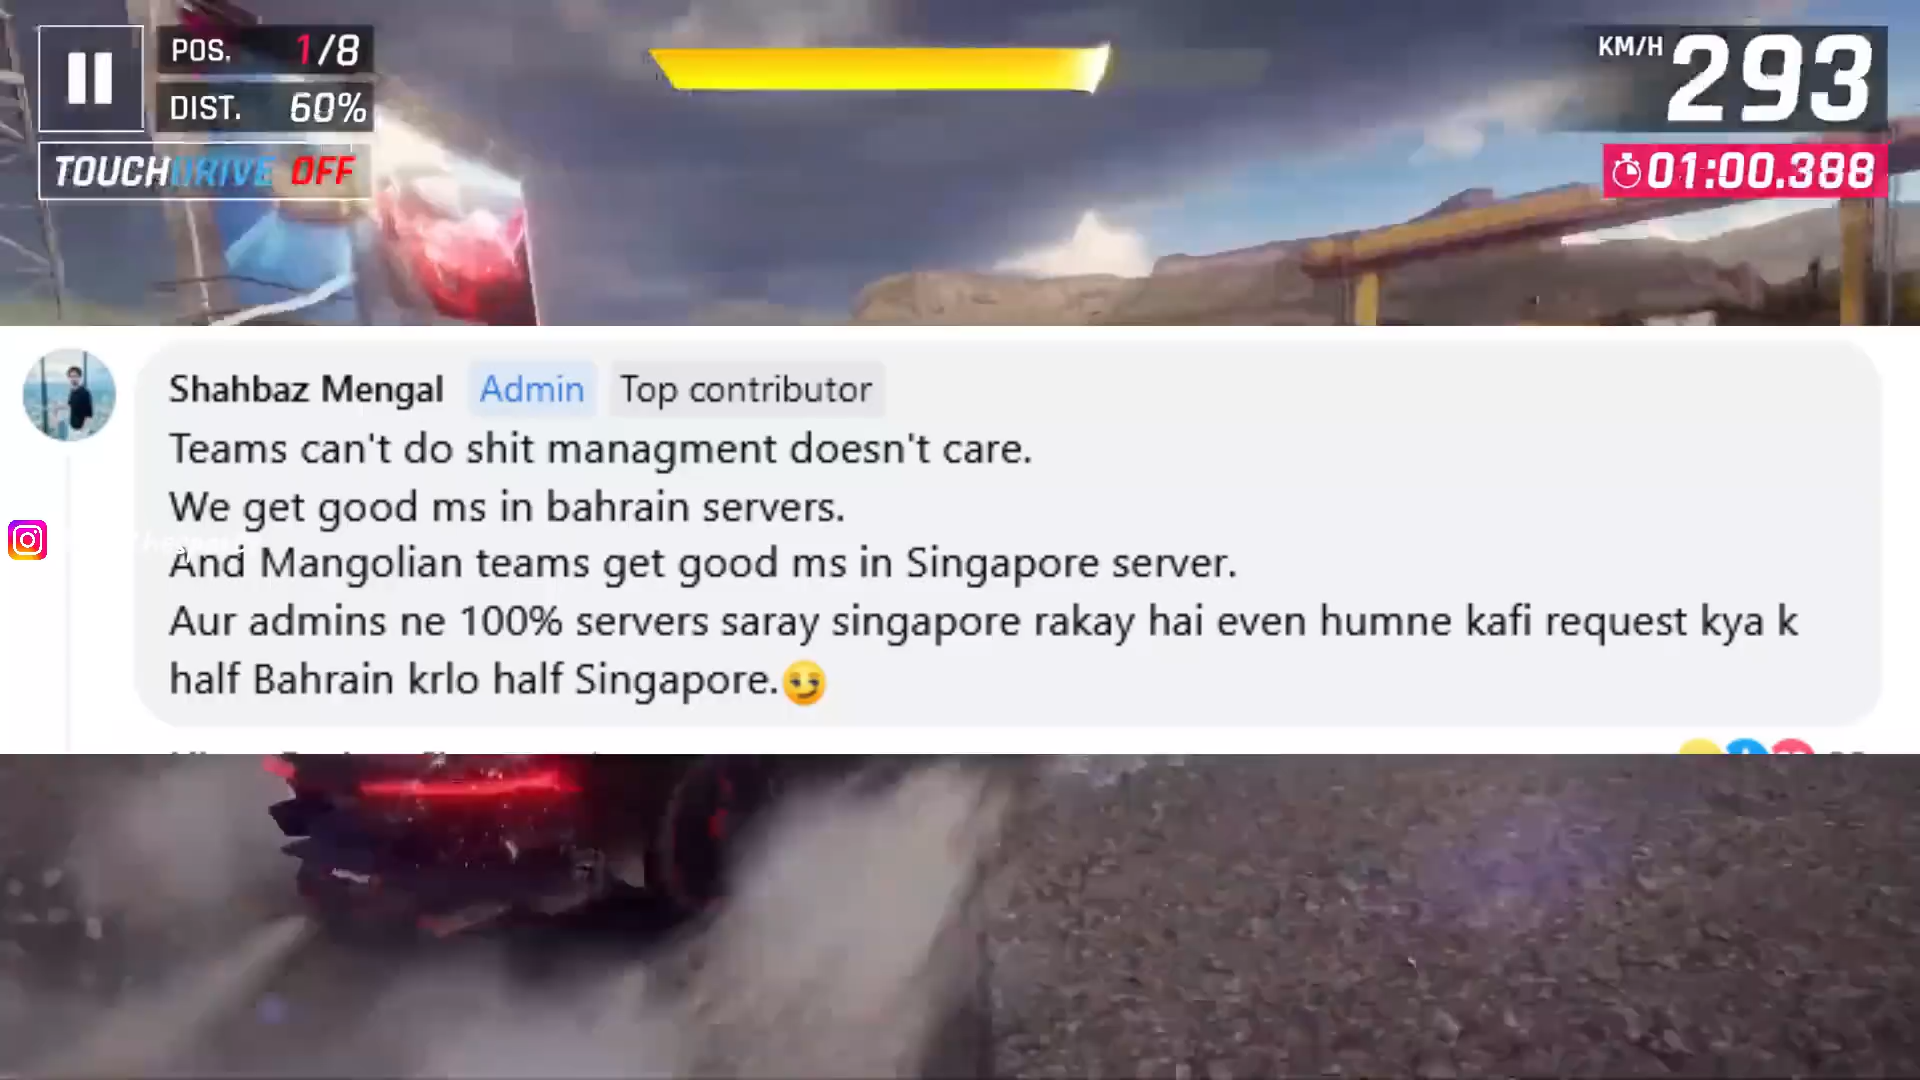 POS. 1/8
DIST. 60%
TOUCHDRIVE OFF
KM/H 293
01:00.388
Shahbaz Mengal Admin Top contributor
Teams can't do shit managment doesn't care.
We get good ms in bahrain servers.
And Mangolian teams get good ms in Singapore server.
Aur admins ne 100% servers saray singapore rakay hai even humne kafi request kya k
half Bahrain krlo half Singapore.😏